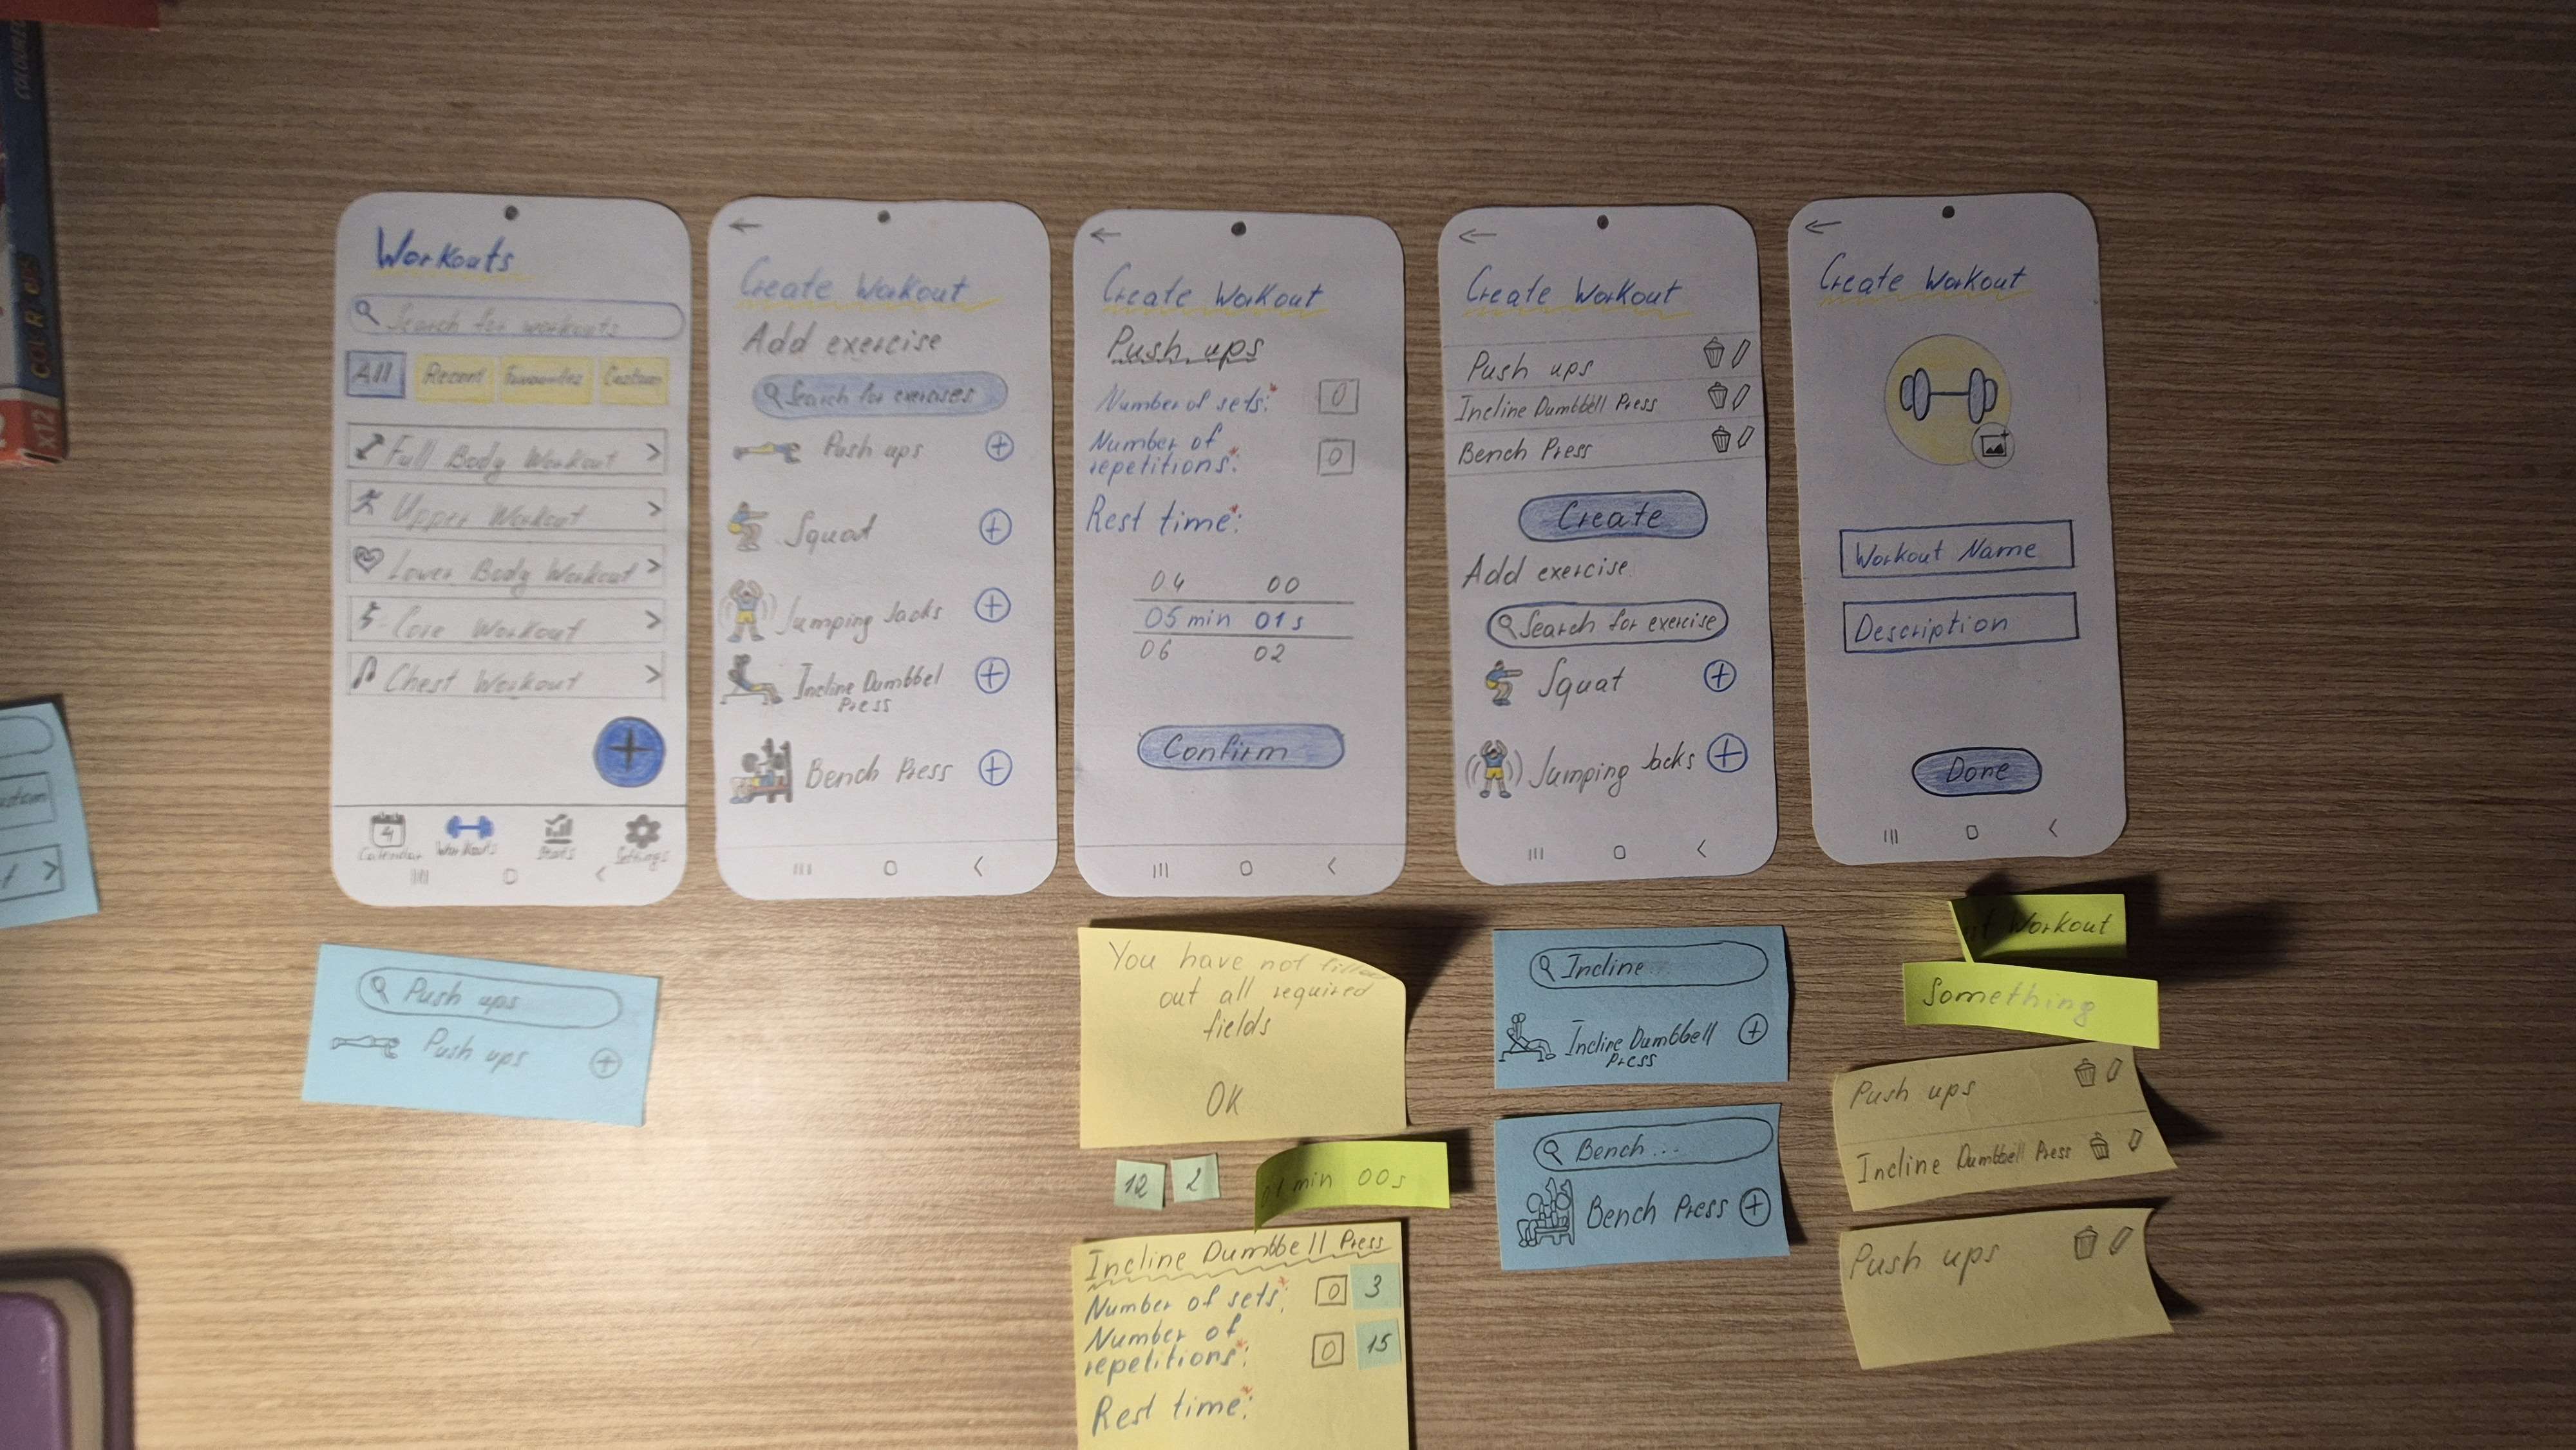 Workouts
Search for workouts
All Recent Favourites Custom
Full Body Workout
Upper Workout
Lower Body Workout
Core Workout
Chest Workout
4
Calendar Workouts Stats Settings
Create Workout
Add exercise
Search for exercises
Push ups
Squat
Jumping Jacks
Incline Dumbbel
Press
Bench Press
Create Workout
Push ups
Number of sets:* 0
Number of
repetitions:* 0
Rest time:*
04 00
05 min 01 s
06 02
Confirm
Create Workout
Push ups
Incline Dumbbell Press
Bench Press
Create
Add exercise
Search for exercise
Squat
Jumping Jacks
Create Workout
Workout Name
Description
Done
Push ups
Push ups
You have not filled
out all required
fields
OK
12 2
min 00s
Incline Dumbbell Press
Number of sets:* 0 3
Number of
repetitions:* 0 15
Rest time:*
Incline
Incline Dumbbell
Press
Bench...
Bench Press
Workout
Something
Push ups
Incline Dumbbell Press
Push ups
x12